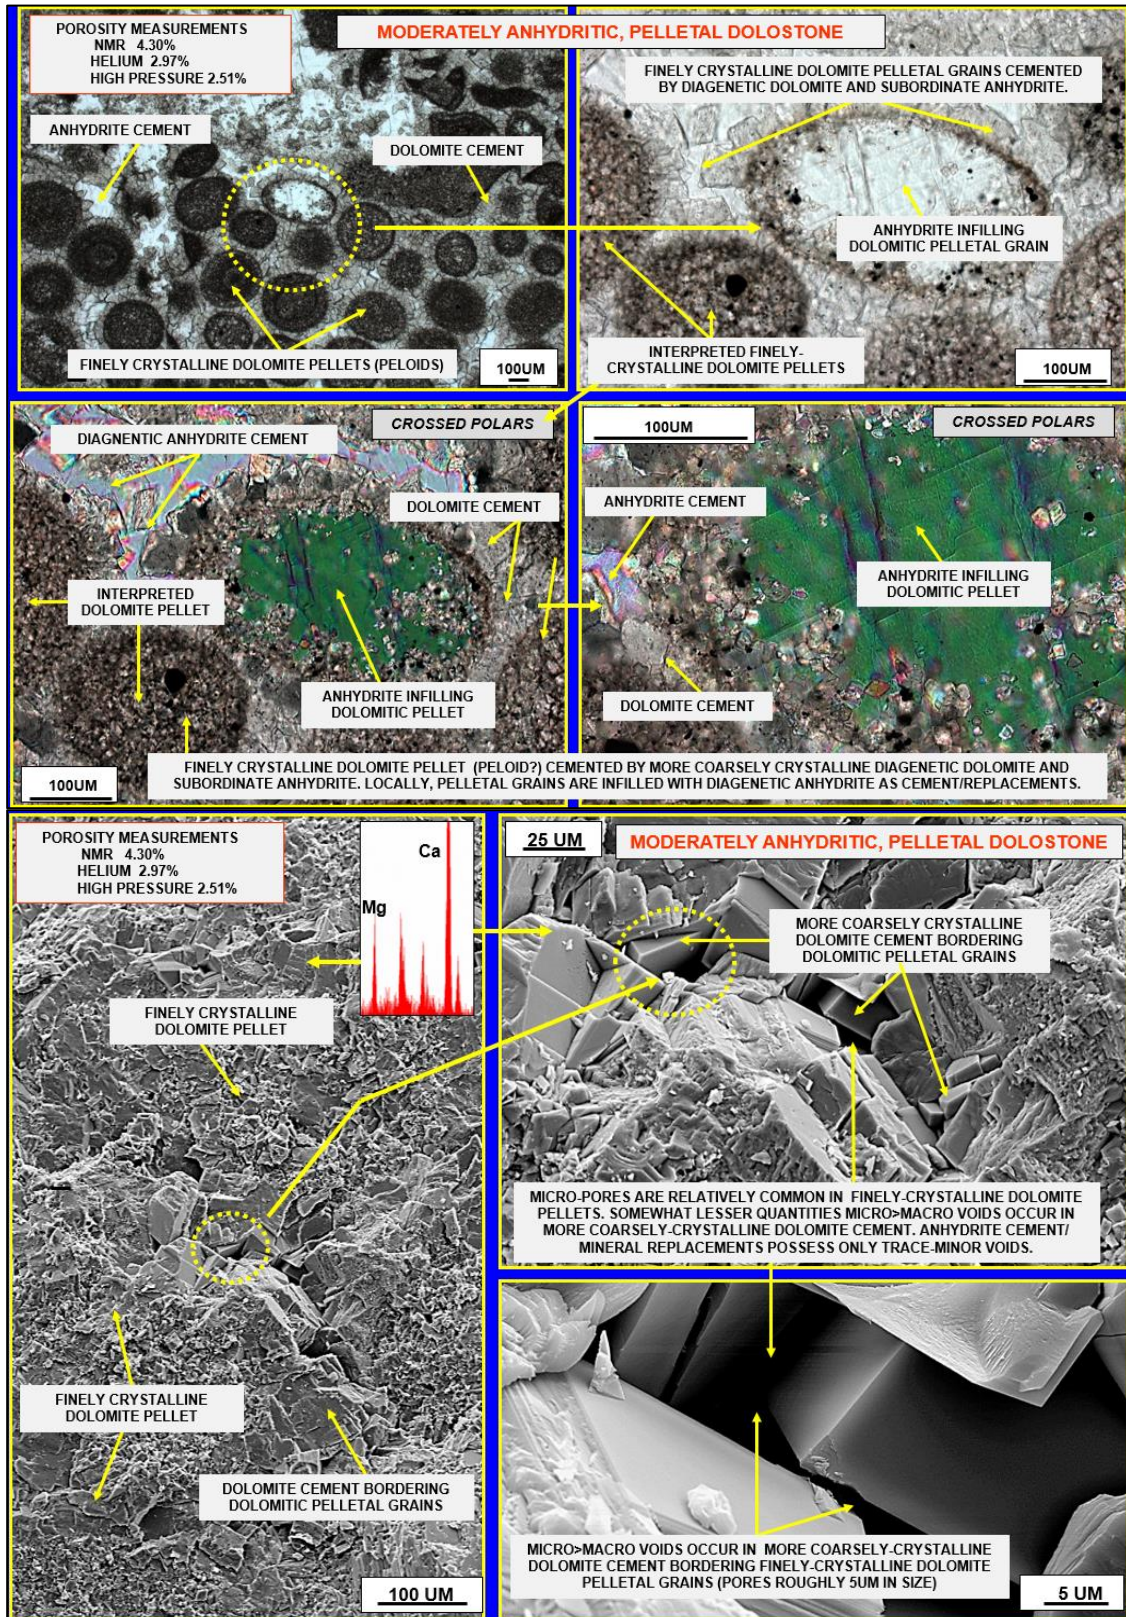 POROSITY MEASUREMENTS
NMR 4.30%
HELIUM 2.97%
HIGH PRESSURE 2.51%
MODERATELY ANHYDRITIC, PELLETAL DOLOSTONE
ANHYDRITE CEMENT
DOLOMITE CEMENT
FINELY CRYSTALLINE DOLOMITE PELLETS (PELOIDS)
100UM
FINELY CRYSTALLINE DOLOMITE PELLETAL GRAINS CEMENTED
BY DIAGENETIC DOLOMITE AND SUBORDINATE ANHYDRITE.
ANHYDRITE INFILLING
DOLOMITIC PELLETAL GRAIN
INTERPRETED FINELY-
CRYSTALLINE DOLOMITE PELLETS
100UM
DIAGNENTIC ANHYDRITE CEMENT
CROSSED POLARS
DOLOMITE CEMENT
INTERPRETED
DOLOMITE PELLET
ANHYDRITE INFILLING
DOLOMITIC PELLET
100UM
100UM
CROSSED POLARS
ANHYDRITE CEMENT
ANHYDRITE INFILLING
DOLOMITIC PELLET
DOLOMITE CEMENT
FINELY CRYSTALLINE DOLOMITE PELLET (PELOID?) CEMENTED BY MORE COARSELY CRYSTALLINE DIAGENETIC DOLOMITE AND
SUBORDINATE ANHYDRITE. LOCALLY, PELLETAL GRAINS ARE INFILLED WITH DIAGENETIC ANHYDRITE AS CEMENT/REPLACEMENTS.
POROSITY MEASUREMENTS
NMR 4.30%
HELIUM 2.97%
HIGH PRESSURE 2.51%
Ca
Mg
FINELY CRYSTALLINE
DOLOMITE PELLET
FINELY CRYSTALLINE
DOLOMITE PELLET
DOLOMITE CEMENT BORDERING
DOLOMITIC PELLETAL GRAINS
100 UM
25 UM
MODERATELY ANHYDRITIC, PELLETAL DOLOSTONE
MORE COARSELY CRYSTALLINE
DOLOMITE CEMENT BORDERING
DOLOMITIC PELLETAL GRAINS
MICRO-PORES ARE RELATIVELY COMMON IN FINELY-CRYSTALLINE DOLOMITE
PELLETS. SOMEWHAT LESSER QUANTITIES MICRO>MACRO VOIDS OCCUR IN
MORE COARSELY-CRYSTALLINE DOLOMITE CEMENT. ANHYDRITE CEMENT/
MINERAL REPLACEMENTS POSSESS ONLY TRACE-MINOR VOIDS.
MICRO>MACRO VOIDS OCCUR IN MORE COARSELY-CRYSTALLINE
DOLOMITE CEMENT BORDERING FINELY-CRYSTALLINE DOLOMITE
PELLETAL GRAINS (PORES ROUGHLY 5UM IN SIZE)
5 UM